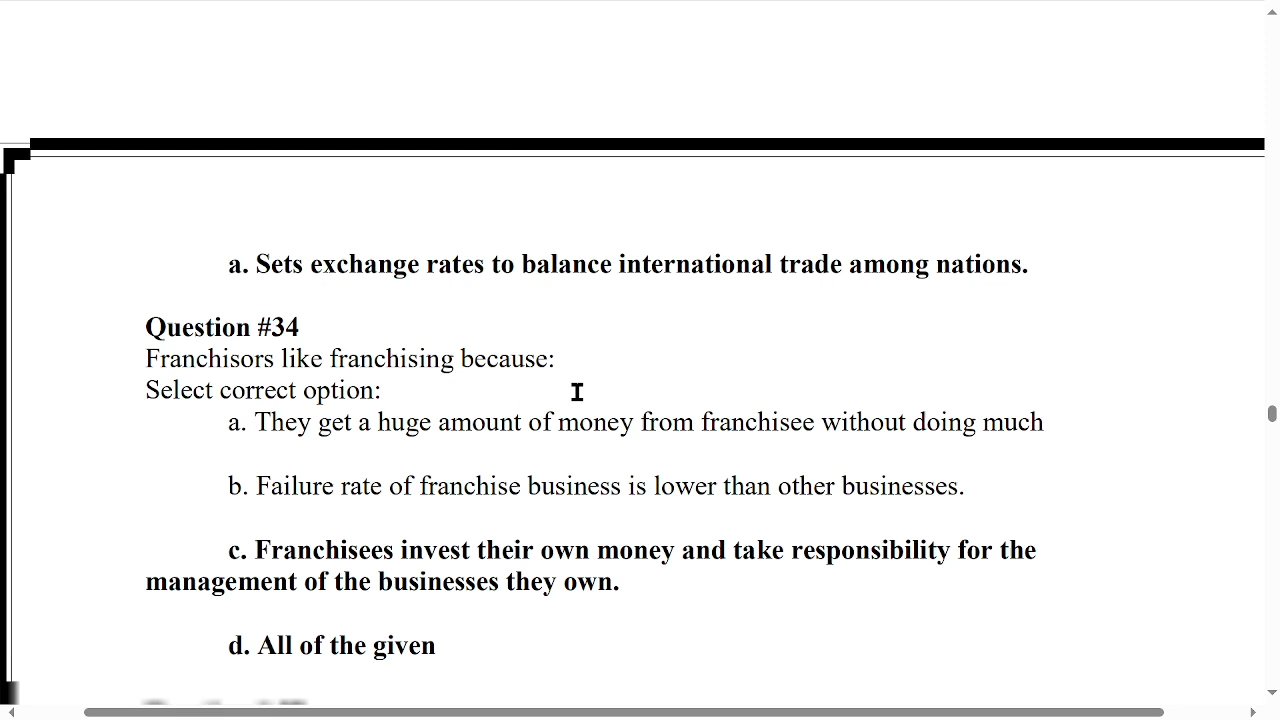 a. Sets exchange rates to balance international trade among nations.
Question #34
Franchisors like franchising because:
Select correct option:
a. They get a huge amount of money from franchisee without doing much
b. Failure rate of franchise business is lower than other businesses.
c. Franchisees invest their own money and take responsibility for the
management of the businesses they own.
d. All of the given